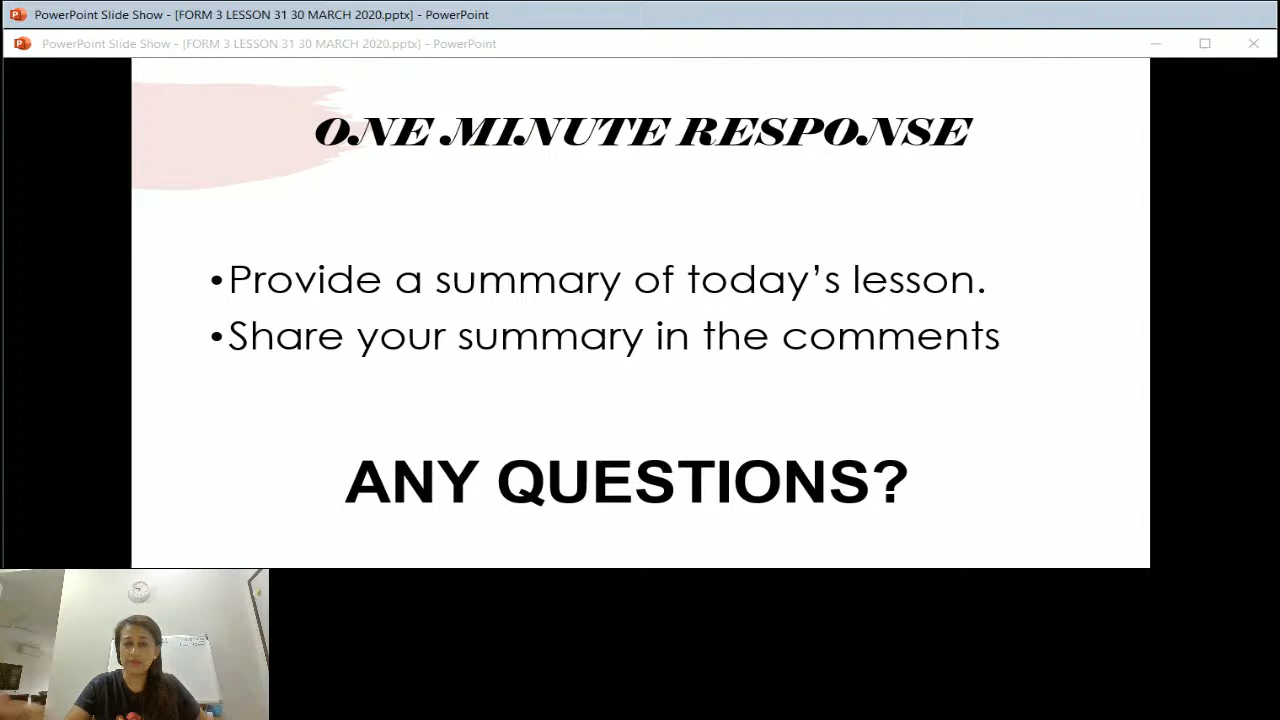 PowerPoint Slide Show - [FORM 3 LESSON 31 30 MARCH 2020.pptx] - PowerPoint
PowerPoint Slide Show - [FORM 3 LESSON 31 30 MARCH 2020.pptx] - PowerPoint
ONE MINUTE RESPONSE
•Provide a summary of today’s lesson.
•Share your summary in the comments
ANY QUESTIONS?